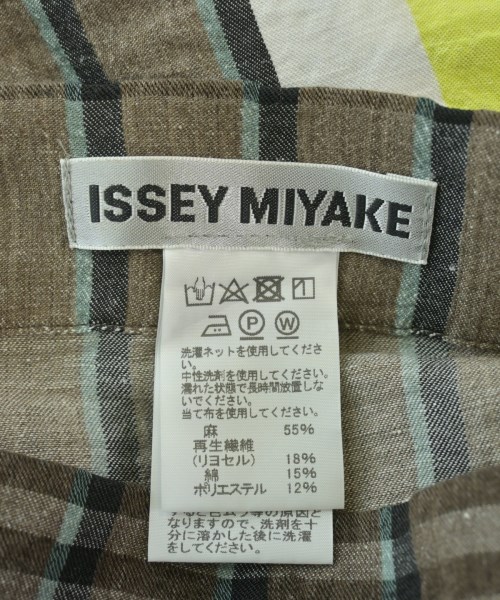 ISSEY MIYAKE
P
W
洗濯ネットを使用してくださ
い。
中性洗剤を使用してください。
濡れた状態で長時間放置しな
いでください。
当て布を使用してください。
麻 55%
再生繊維
(リヨセル) 18%
綿 15%
ポリエステル 12%
となりますので、洗剤を十分
に溶かした後に洗濯
をしてください。